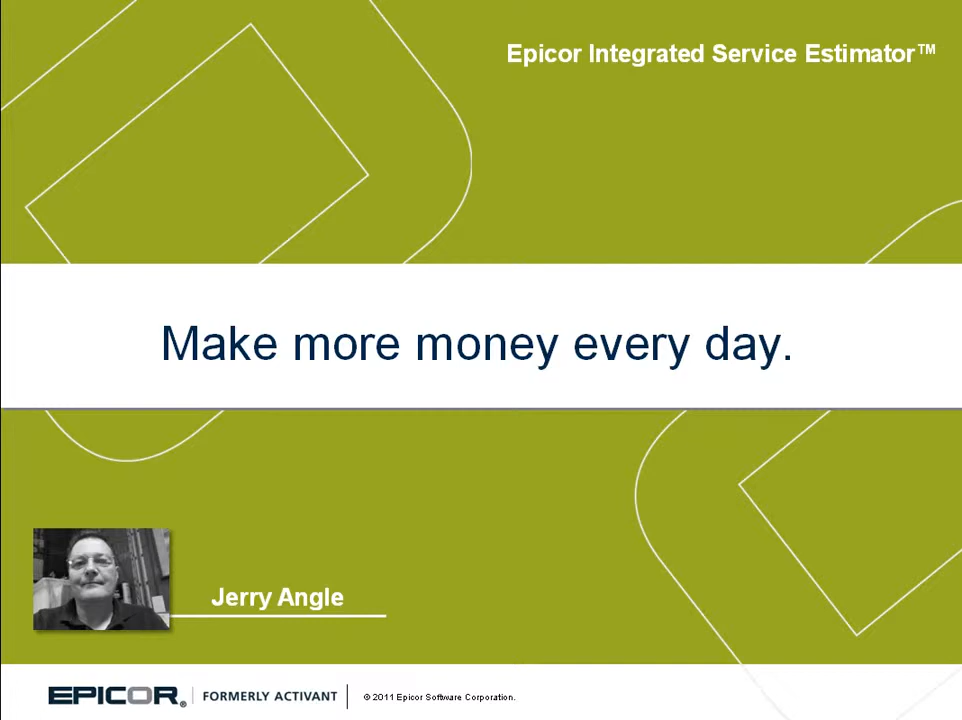 Epicor Integrated Service Estimator™
Make more money every day.
Jerry Angle
EPICOR® FORMERLY ACTIVANT © 2011 Epicor Software Corporation.